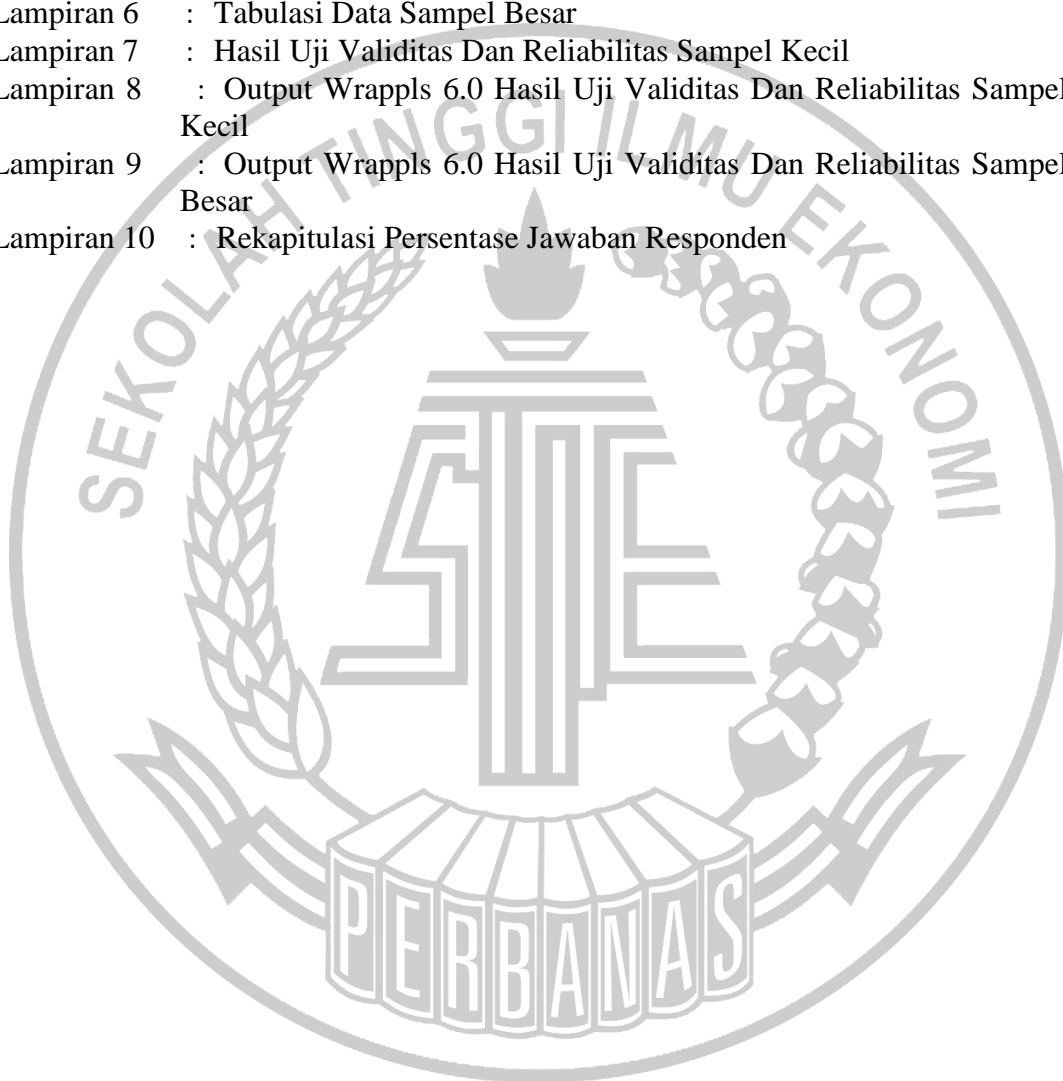 Lampiran 6 : Tabulasi Data Sampel Besar
Lampiran 7 : Hasil Uji Validitas Dan Reliabilitas Sampel Kecil
Lampiran 8 : Output Wrappls 6.0 Hasil Uji Validitas Dan Reliabilitas Sampel
Kecil
Lampiran 9 : Output Wrappls 6.0 Hasil Uji Validitas Dan Reliabilitas Sampel
Besar
Lampiran 10 : Rekapitulasi Persentase Jawaban Responden
SEKOLAH TINGGI ILMU EKONOMI
STIE
PERBANAS